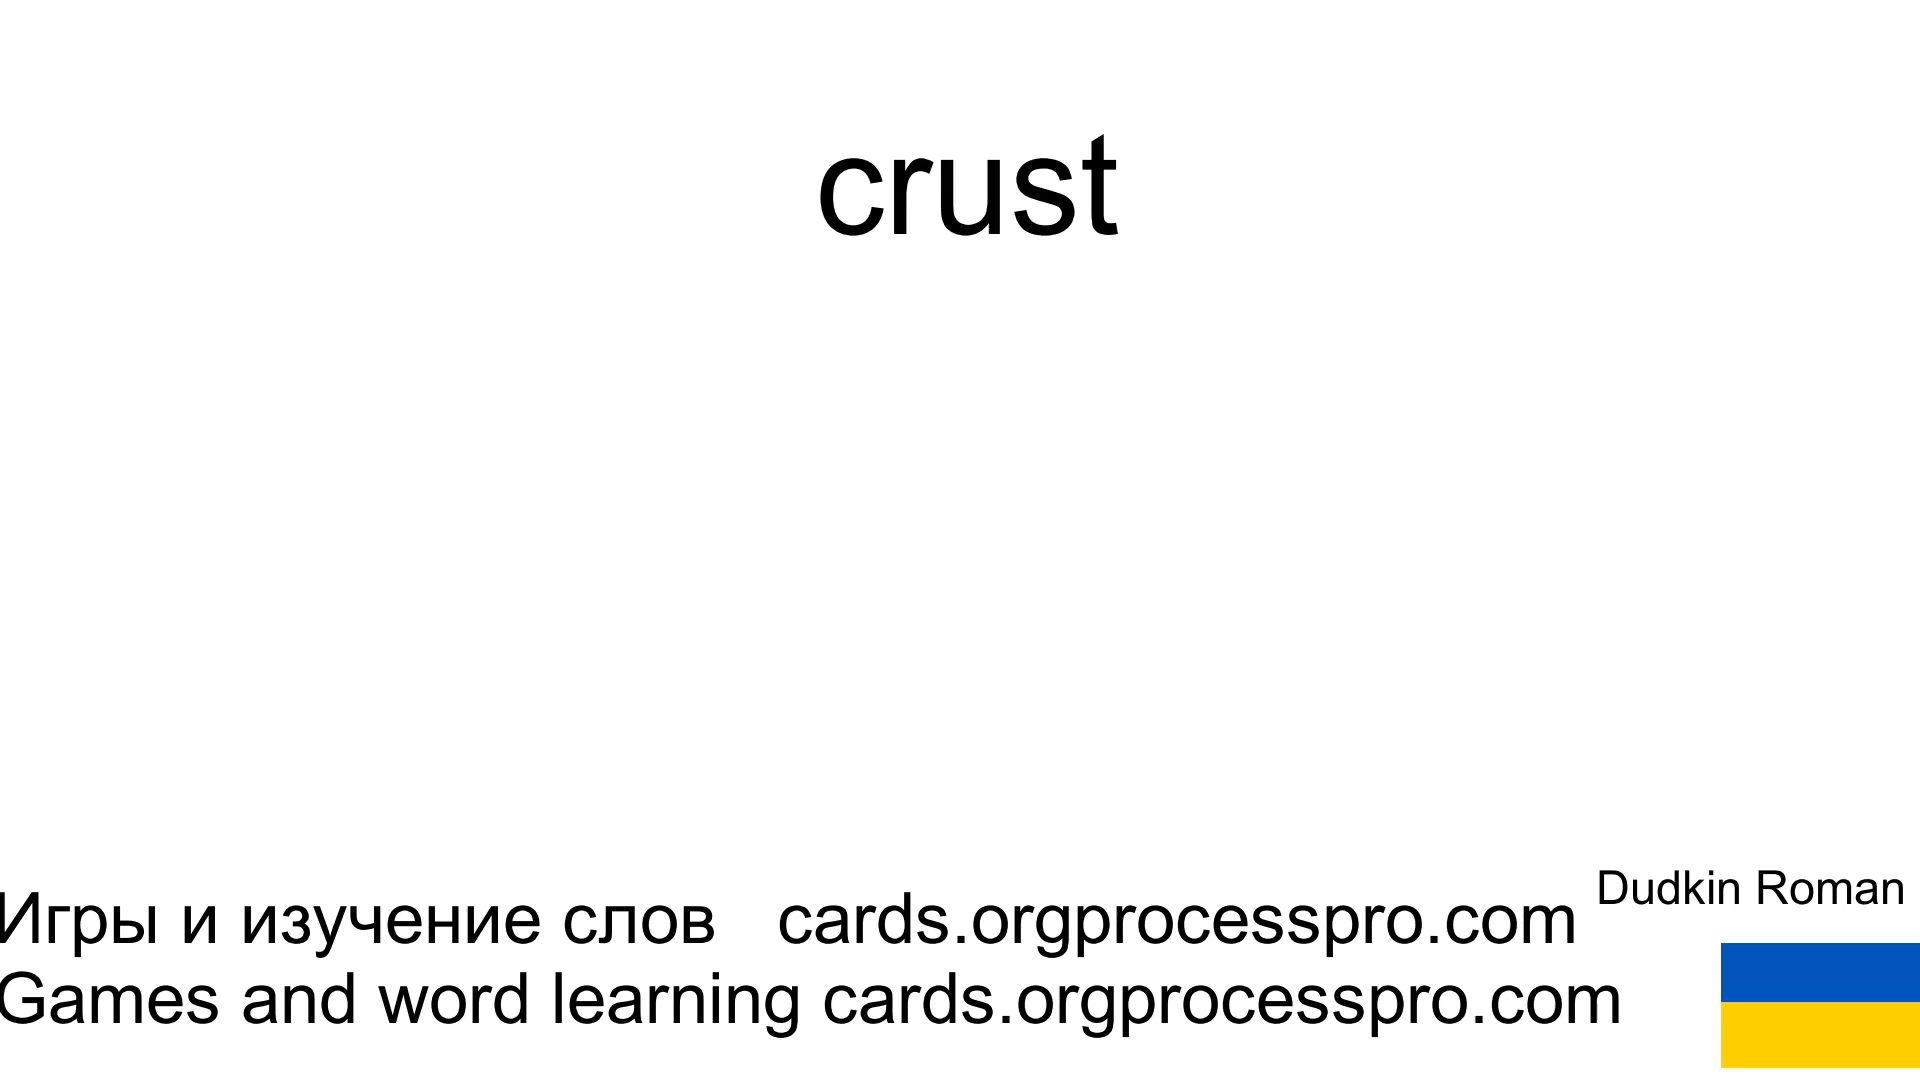 crust
Dudkin Roman
Игры и изучение слов cards.orgprocesspro.com
Games and word learning cards.orgprocesspro.com